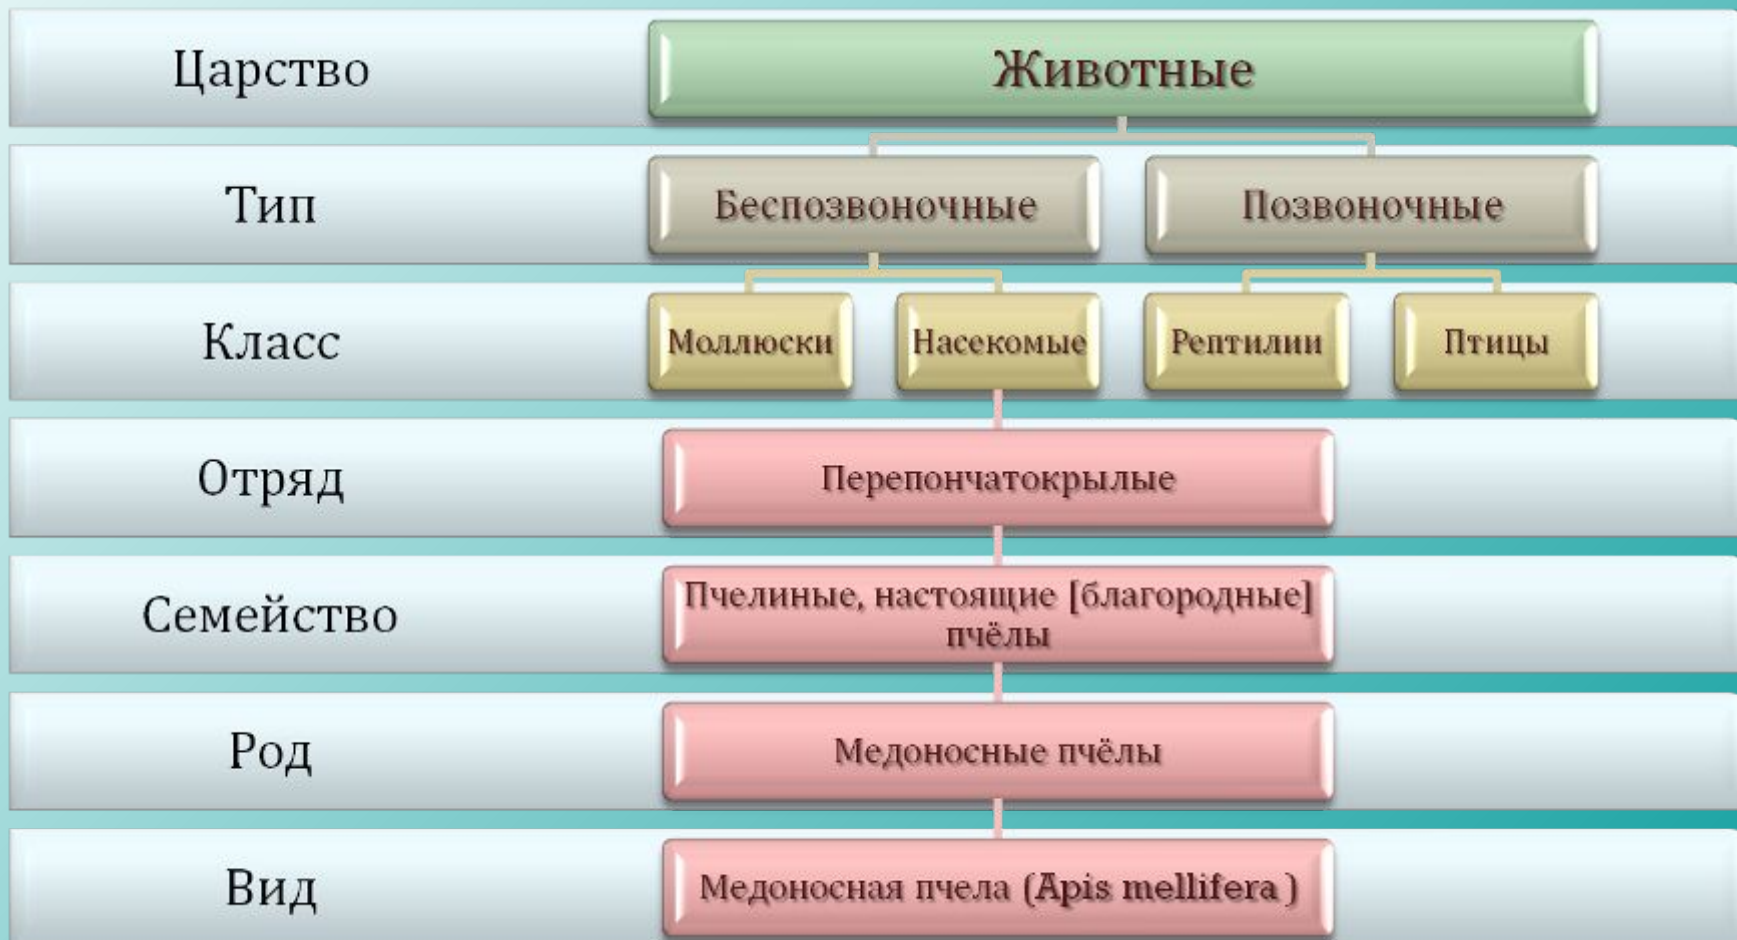 Царство
Животные
Тип
Беспозвоночные
Позвоночные
Класс
Моллюски
Насекомые
Рептилии
Птицы
Отряд
Перепончатокрылые
Семейство
Пчелиные, настоящие [благородные]
пчёлы
Род
Медоносные пчёлы
Вид
Медоносная пчела (Apis mellifera )